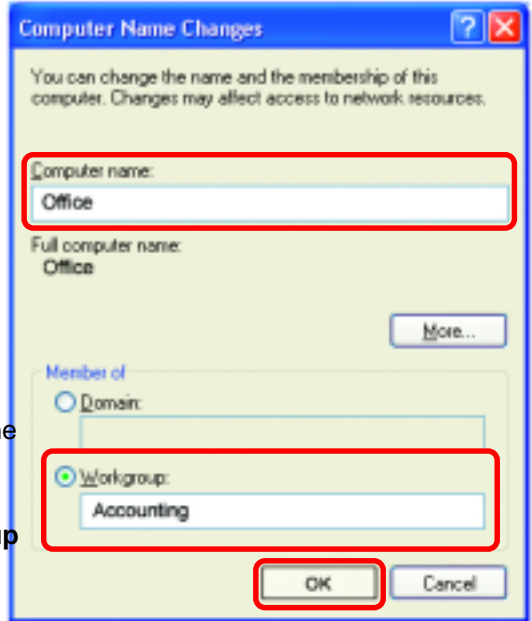 Computer Name Changes
You can change the name and the membership of this
computer. Changes may affect access to network resources.
Computer name:
Office
Full computer name:
Office
More...
Member of
Domain:
Workgroup:
Accounting
OK Cancel